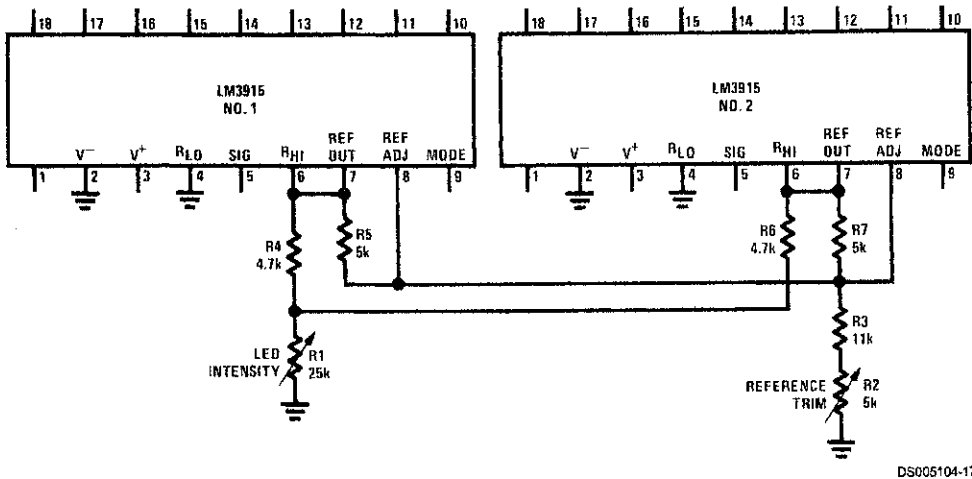 18 17 16 15 14 13 12 11 10
LM3915
NO. 1
V− V+ RLO SIG RHI REF OUT REF ADJ MODE
1 2 3 4 5 6 7 8 9
18 17 16 15 14 13 12 11 10
LM3915
NO. 2
V− V+ RLO SIG RHI REF OUT REF ADJ MODE
1 2 3 4 5 6 7 8 9
R4
4.7k
R5
5k
R6
4.7k
R7
5k
LED
INTENSITY
R1
25k
R3
11k
REFERENCE
TRIM
R2
5k
DS005104-17